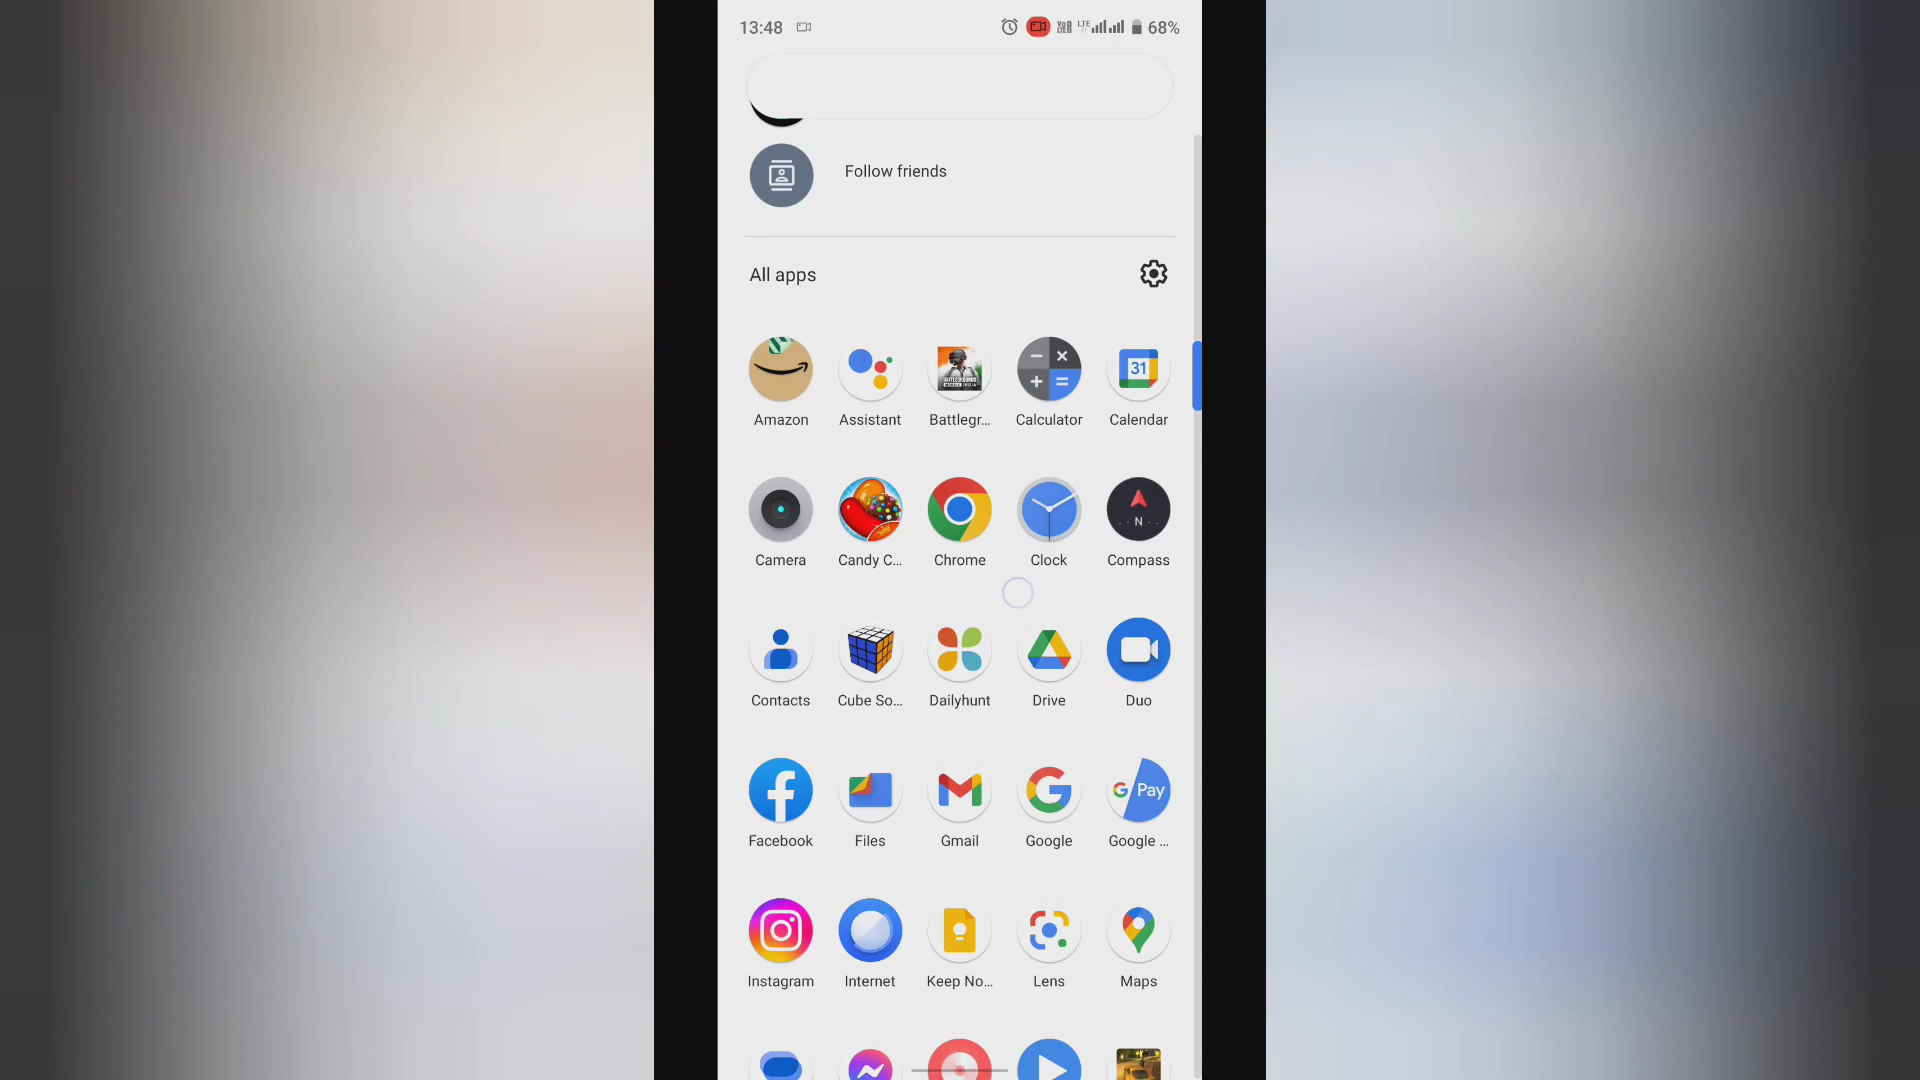 13:48
68%
Follow friends
All apps
Amazon
Assistant
Battlegr...
Calculator
31
Calendar
Camera
Candy C...
Chrome
Clock
N
Compass
Contacts
Cube So...
Dailyhunt
Drive
Duo
Facebook
Files
Gmail
Google
G Pay
Google ...
Instagram
Internet
Keep No...
Lens
Maps